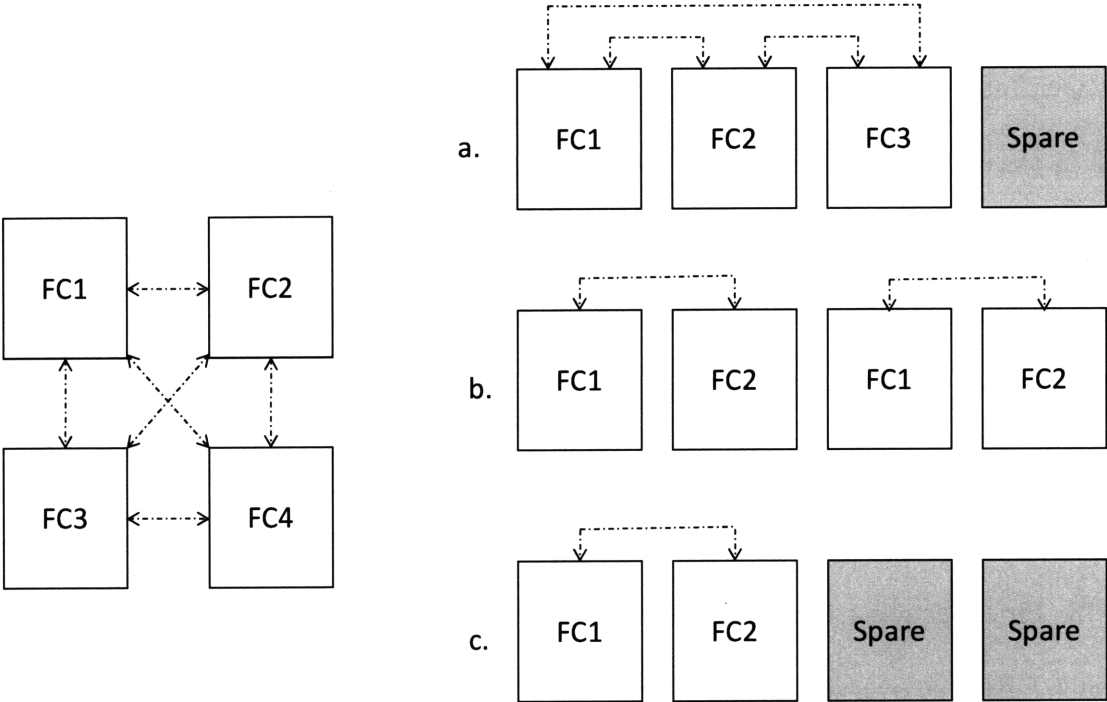 FC1 FC2
FC3 FC4
a. FC1 FC2 FC3 Spare
b. FC1 FC2 FC1 FC2
c. FC1 FC2 Spare Spare